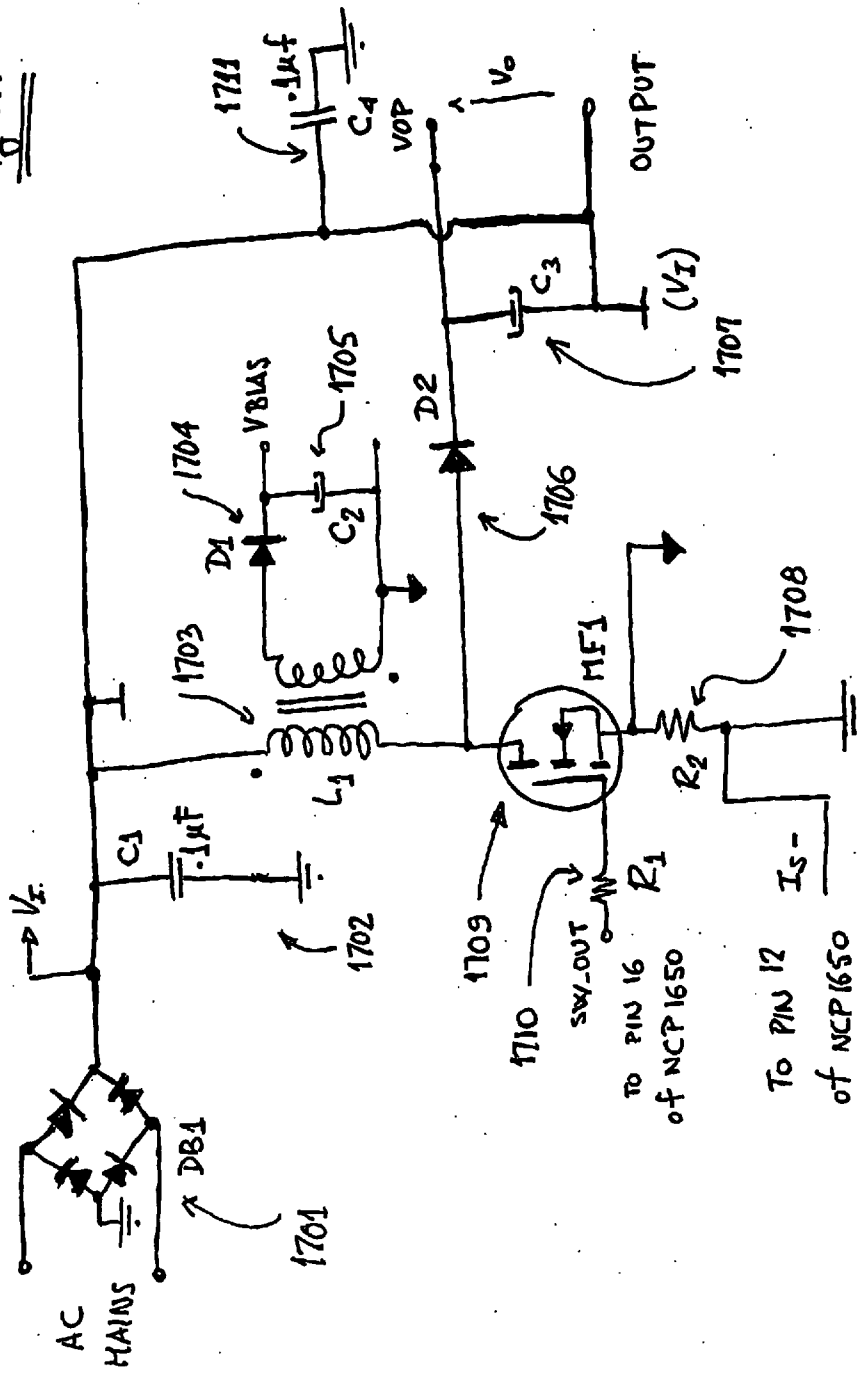 AC
MAINS
DB1
1701
VI
C1
.1µF
1702
L1
1703
D1
1704
VBIAS
C2
1705
1711
.1µf
C4
VOP
Vo
OUTPUT
D2
C3
(VI)
1707
1706
MF1
1709
1710
R1
SW_OUT
TO PIN 16
of NCP1650
R2
1708
IS-
TO PIN 12
of NCP1650